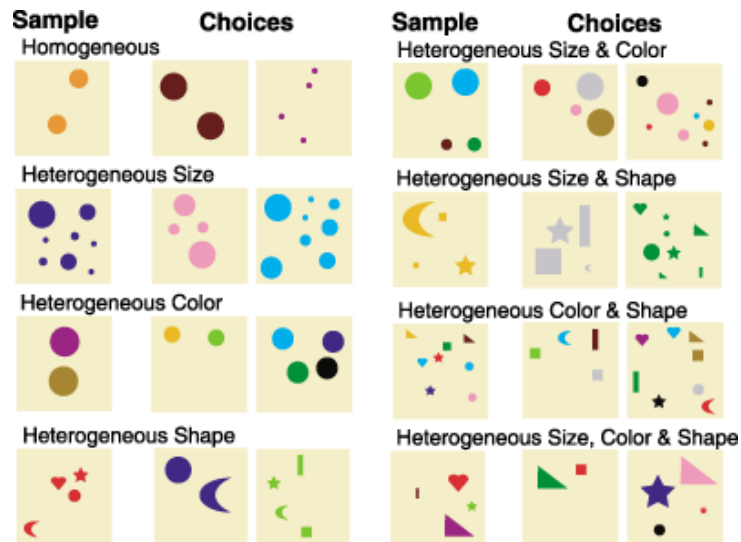 Sample Choices
Homogeneous
Heterogeneous Size
Heterogeneous Color
Heterogeneous Shape
Sample Choices
Heterogeneous Size & Color
Heterogeneous Size & Shape
Heterogeneous Color & Shape
Heterogeneous Size, Color & Shape